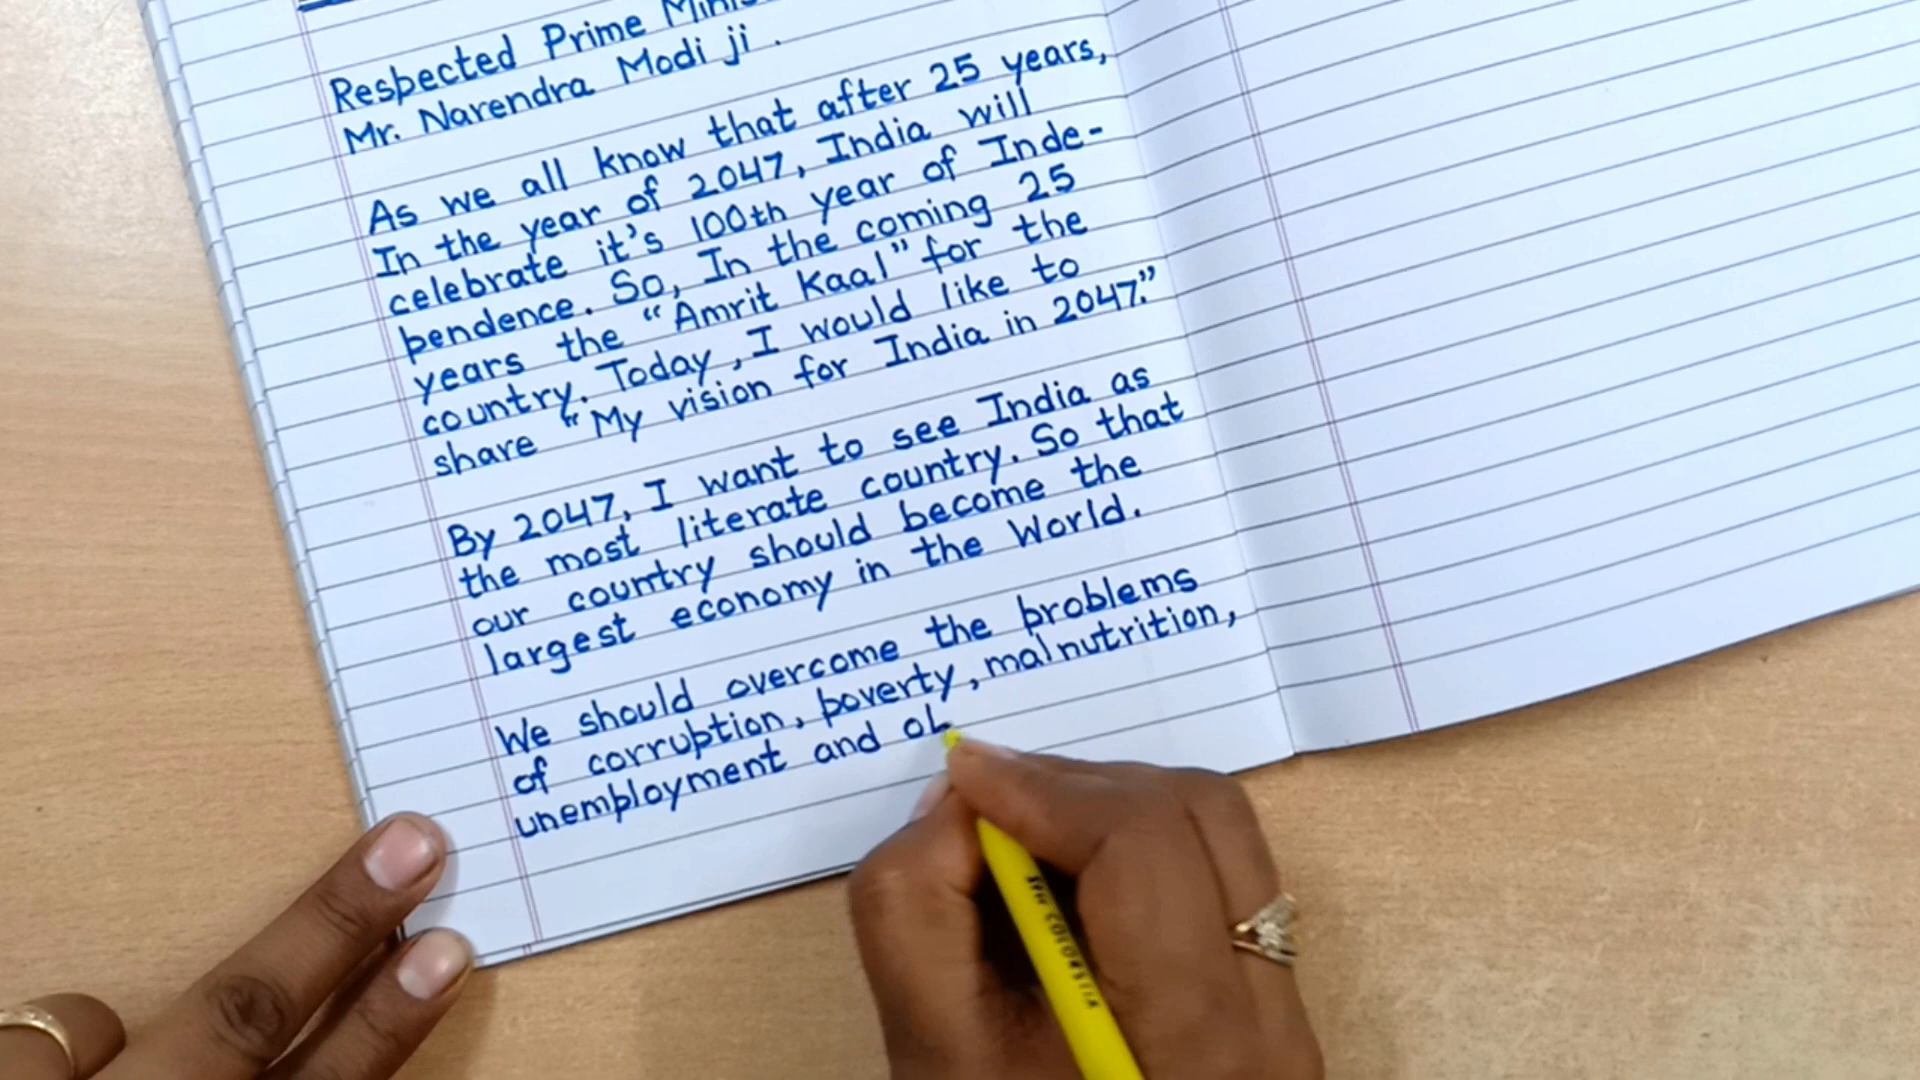 Respected Prime
Mr. Narendra Modi ji.
As we all know that after 25 years,
In the year of 2047, India will
celebrate it's 100th year of Inde-
pendence. So, In the coming 25
years the "Amrit Kaal" for the
country. Today, I would like to
share "My vision for India in 2047."
By 2047, I want to see India as
the most literate country. So that
our country should become the
largest economy in the World.
We should overcome the problems
of corruption, poverty, malnutrition,
unemployment and